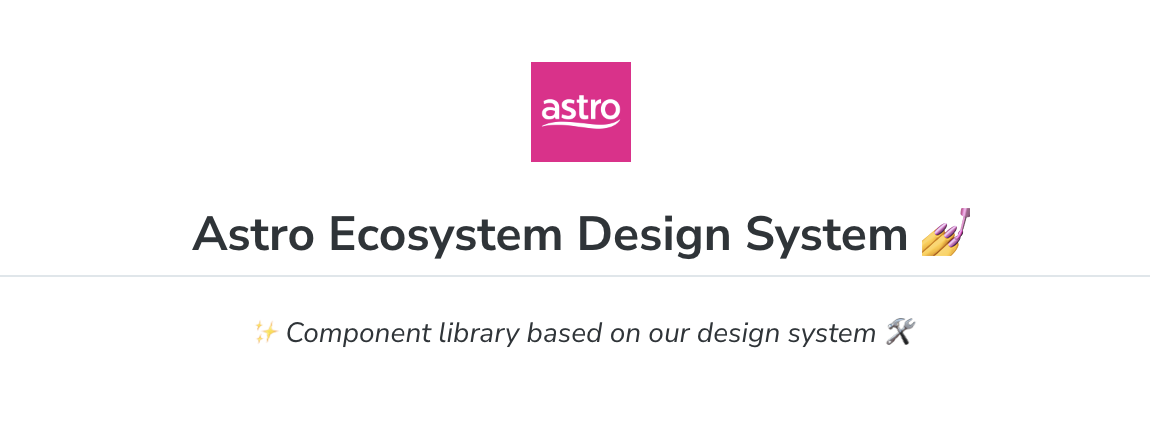 astro
Astro Ecosystem Design System 💅
✨ Component library based on our design system 🛠